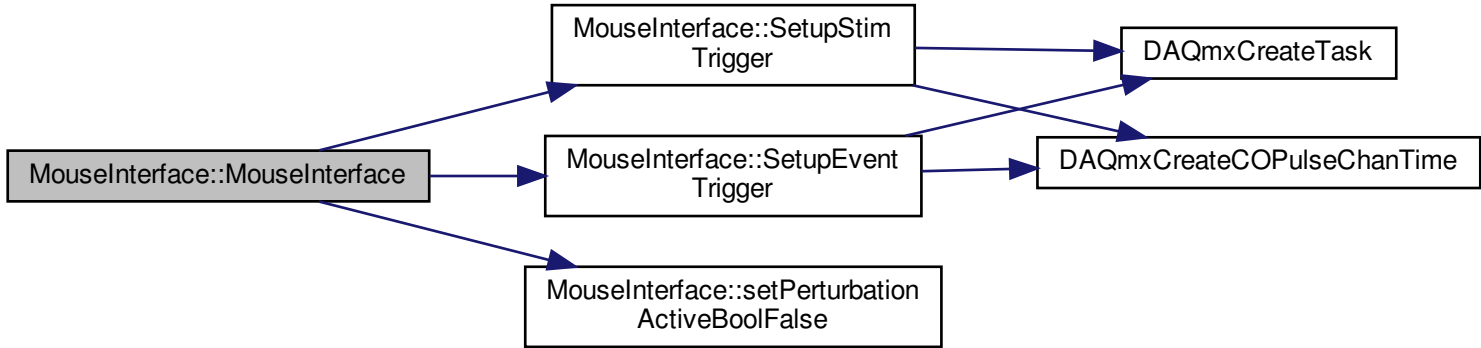 MouseInterface::MouseInterface
MouseInterface::SetupStim
Trigger
MouseInterface::SetupEvent
Trigger
MouseInterface::setPerturbation
ActiveBoolFalse
DAQmxCreateTask
DAQmxCreateCOPulseChanTime